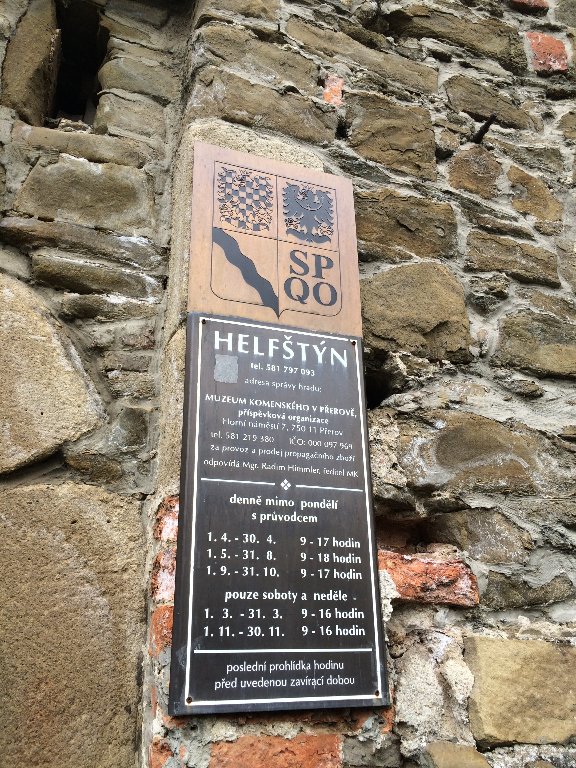 SP
QO
HELFŠTÝN
tel. 581 797 093
adresa správy hradu:
MUZEUM KOMENSKÉHO V PŘEROVĚ,
příspěvková organizace
Horní náměstí 7, 750 11 Přerov
tel. 581 219 380 IČO: 000 097 969
za provoz a prodej propagačního zboží
odpovídá Mgr. Radim Himmler, ředitel MK
denně mimo pondělí
s průvodcem
1. 4. - 30. 4. 9 - 17 hodin
1. 5. - 31. 8. 9 - 18 hodin
1. 9. - 31. 10. 9 - 17 hodin
pouze soboty a neděle
1. 3. - 31. 3. 9 - 16 hodin
1. 11. - 30. 11. 9 - 16 hodin
poslední prohlídka hodinu
před uvedenou zavírací dobou